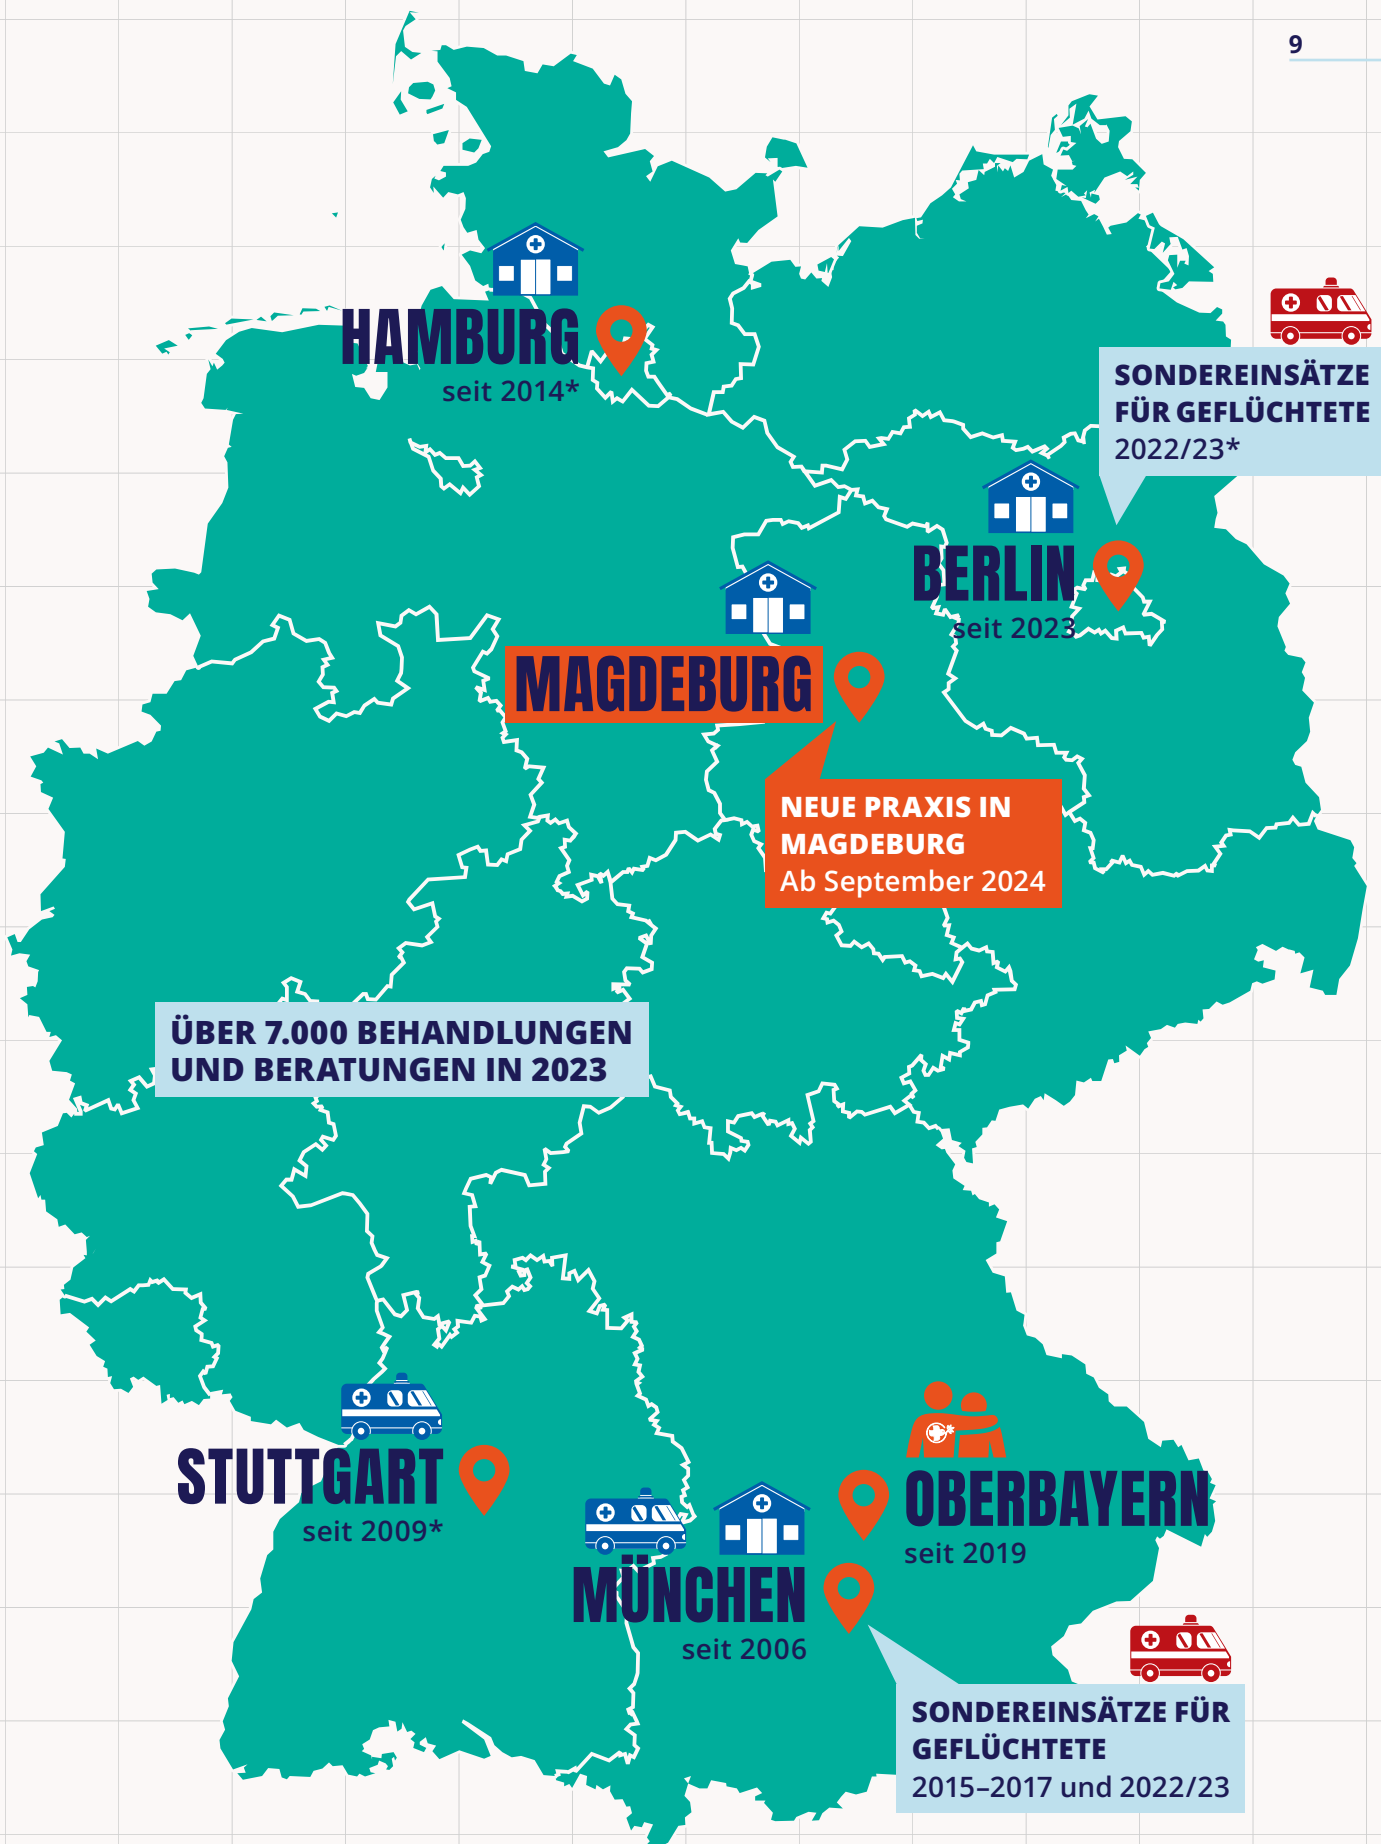 9
HAMBURG
seit 2014*
SONDEREINSÄTZE
FÜR GEFLÜCHTETE
2022/23*
BERLIN
seit 2023
MAGDEBURG
NEUE PRAXIS IN
MAGDEBURG
Ab September 2024
ÜBER 7.000 BEHANDLUNGEN
UND BERATUNGEN IN 2023
STUTTGART
seit 2009*
OBERBAYERN
seit 2019
MÜNCHEN
seit 2006
SONDEREINSÄTZE FÜR
GEFLÜCHTETE
2015–2017 und 2022/23